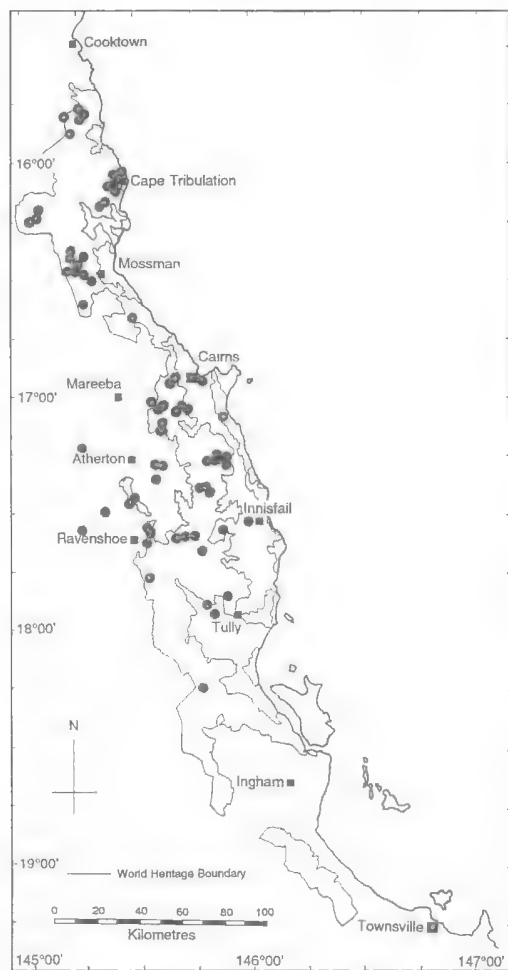 Cooktown
16°00'
Cape Tribulation
Mossman
Cairns
17°00'
Mareeba
Atherton
Innisfail
Ravenshoe
18°00'
Tully
N
Ingham
19°00'
World Heritage Boundary
0 20 40 60 80 100
Kilometres
Townsville
145°00' 146°00' 147°00'